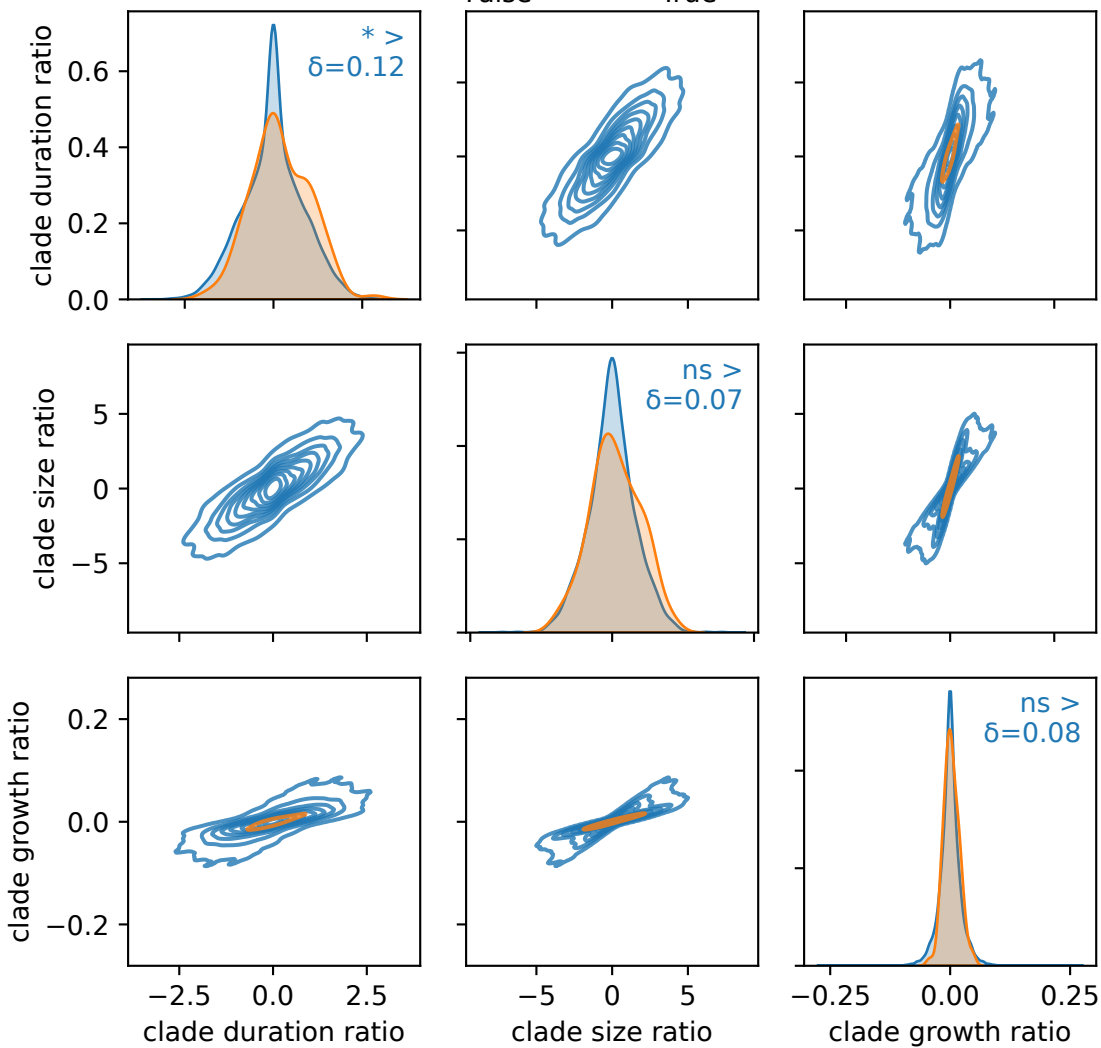 True
clade duration ratio
0.6
0.4
0.2
0.0
* >
δ=0.12
clade size ratio
5
0
−5
ns >
δ=0.07
clade growth ratio
0.2
0.0
−0.2
ns >
δ=0.08
−2.5 0.0 2.5
−5 0 5
−0.25 0.00 0.25
clade duration ratio
clade size ratio
clade growth ratio